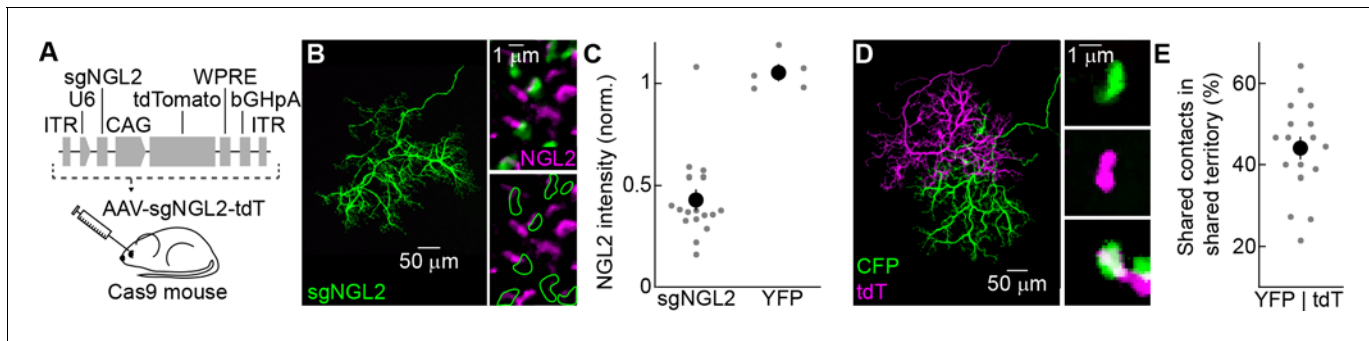 A
sgNGL2 WPRE
U6 tdTomato bGHpA
ITR CAG ITR
AAV-sgNGL2-tdT
Cas9 mouse
B
50 μm
sgNGL2
1 μm
NGL2
C
NGL2 intensity (norm.)
1
0.5
0
sgNGL2 YFP
D
CFP
tdT
50 μm
1 μm
E
Shared contacts in
shared territory (%)
60
40
20
YFP | tdT